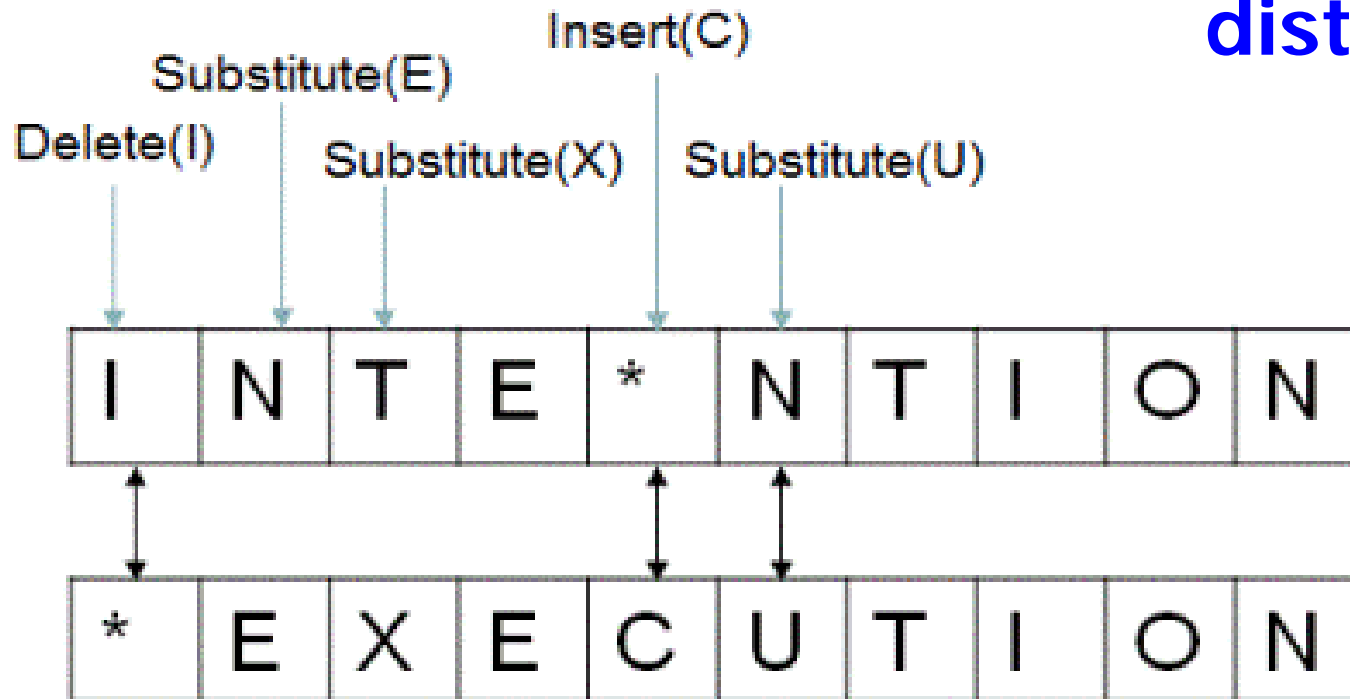 dist
Insert(C)
Substitute(E)
Delete(I)
Substitute(X)
Substitute(U)
I N T E * N T I O N
* E X E C U T I O N